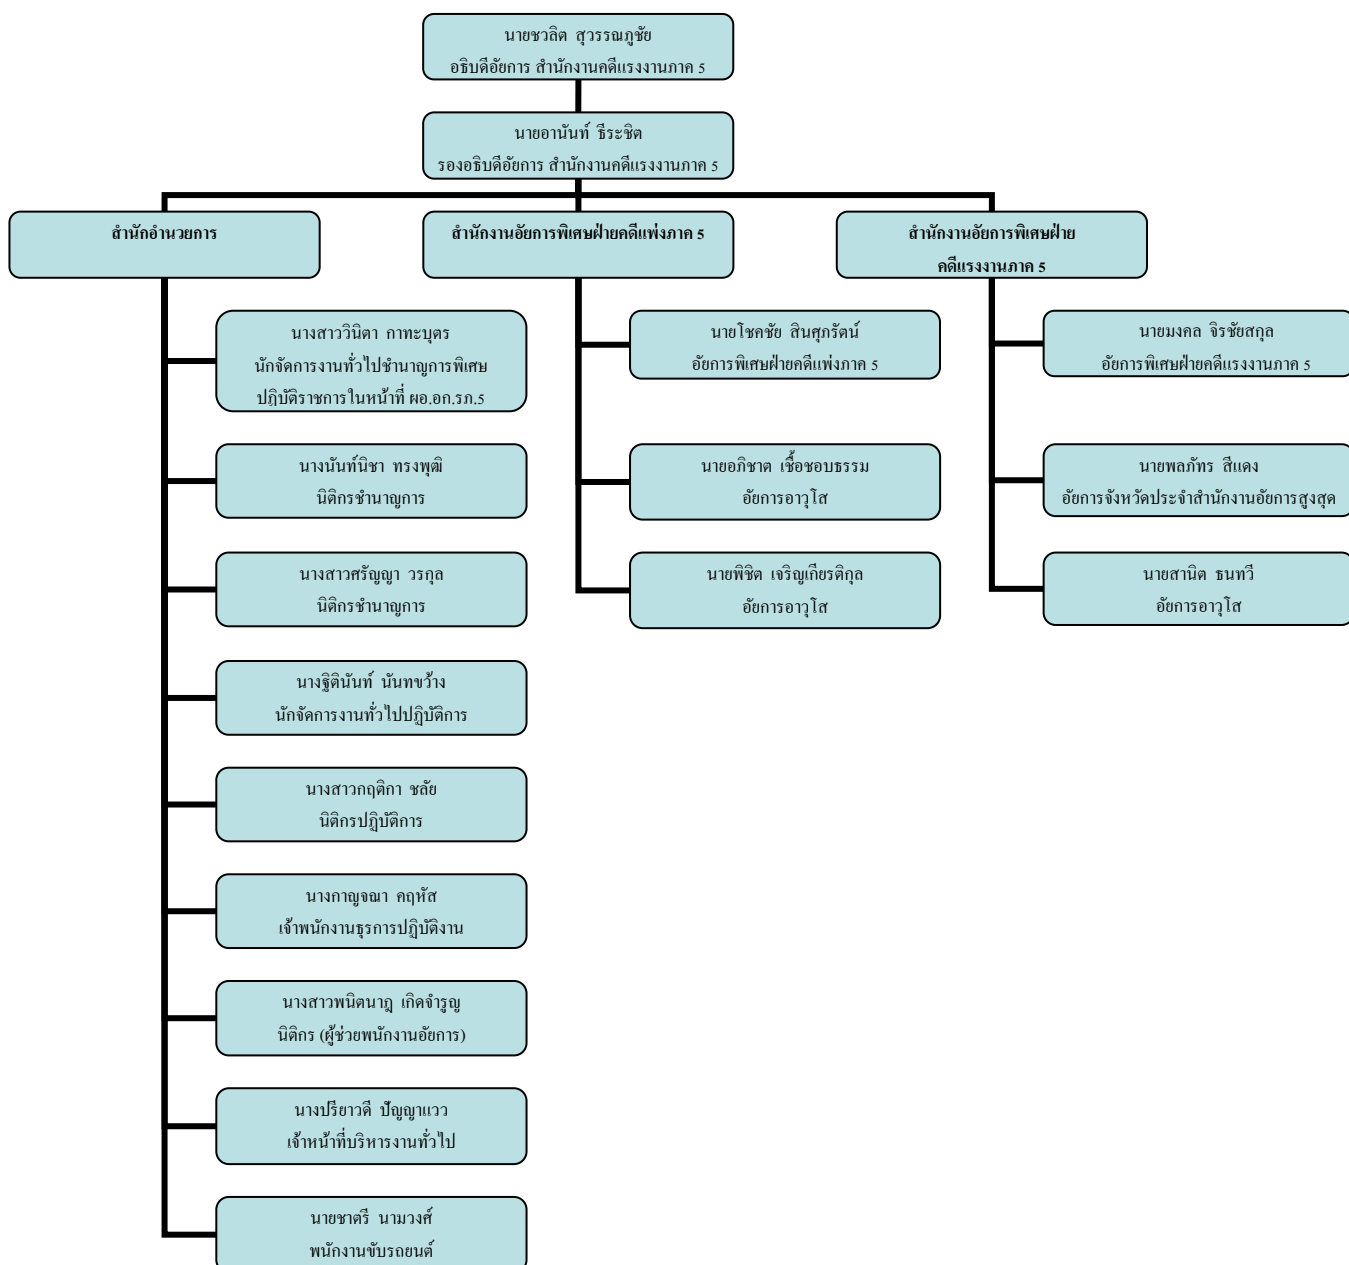 นายชวลิต สุวรรณภูชัย
อธิบดีอัยการ สำนักงานคดีแรงงานภาค 5
นายอานันท์ ธีระชิต
รองอธิบดีอัยการ สำนักงานคดีแรงงานภาค 5
สำนักอำนวยการ
สำนักงานอัยการพิเศษฝ่ายคดีแพ่งภาค 5
สำนักงานอัยการพิเศษฝ่าย
คดีแรงงานภาค 5
นางสาววินิตา กาทะบุตร
นักจัดการงานทั่วไปชำนาญการพิเศษ
ปฏิบัติราชการในหน้าที่ ผอ.อก.รภ.5
นางนันท์นิชา ทรงพุฒิ
นิติกรชำนาญการ
นางสาวศรัญญา วรกุล
นิติกรชำนาญการ
นางฐิตินันท์ นันทขว้าง
นักจัดการงานทั่วไปปฏิบัติการ
นางสาวกฤติกา ชลัย
นิติกรปฏิบัติการ
นางกาญจณา คฤหัส
เจ้าพนักงานธุรการปฏิบัติงาน
นางสาวพนิตนาฎ เกิดจำรูญ
นิติกร (ผู้ช่วยพนักงานอัยการ)
นางปรียาวดี ปัญญาแวว
เจ้าหน้าที่บริหารงานทั่วไป
นายชาตรี นามวงศ์
พนักงานขับรถยนต์
นายโชคชัย สินศุภรัตน์
อัยการพิเศษฝ่ายคดีแพ่งภาค 5
นายอภิชาต เชื้อชอบธรรม
อัยการอาวุโส
นายพิชิต เจริญเกียรติกุล
อัยการอาวุโส
นายมงคล จิรชัยสกุล
อัยการพิเศษฝ่ายคดีแรงงานภาค 5
นายพลภัทร สีแดง
อัยการจังหวัดประจำสำนักงานอัยการสูงสุด
นายสานิต ธนทวี
อัยการอาวุโส